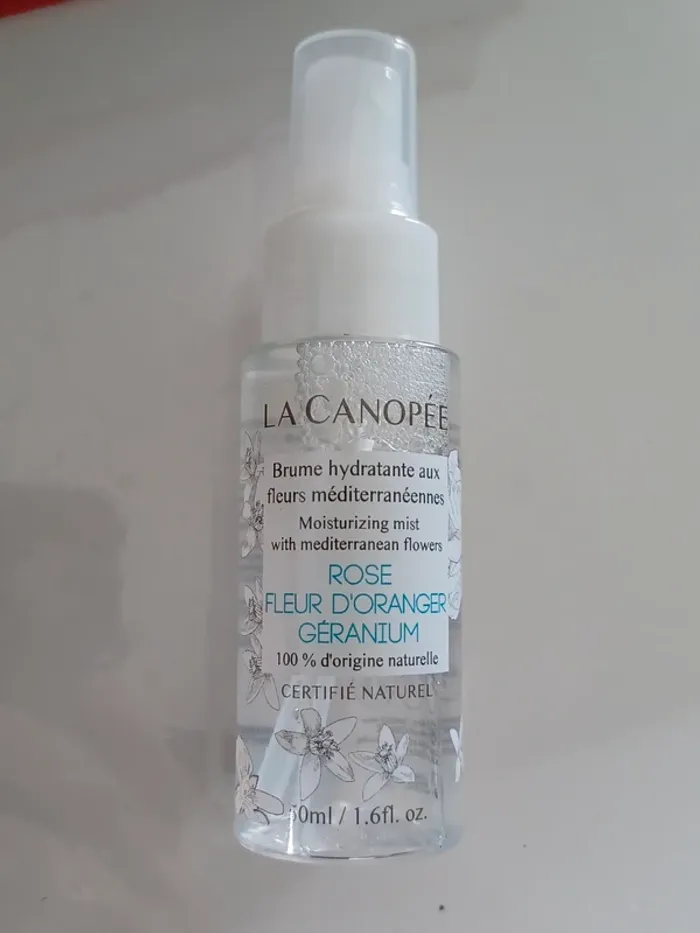 LA CANOPÉE
Brume hydratante aux
fleurs méditerranéennes
Moisturizing mist
with mediterranean flowers
ROSE
FLEUR D'ORANGER
GÉRANIUM
100 % d'origine naturelle
CERTIFIÉ NATUREL
50ml / 1.6fl. oz.